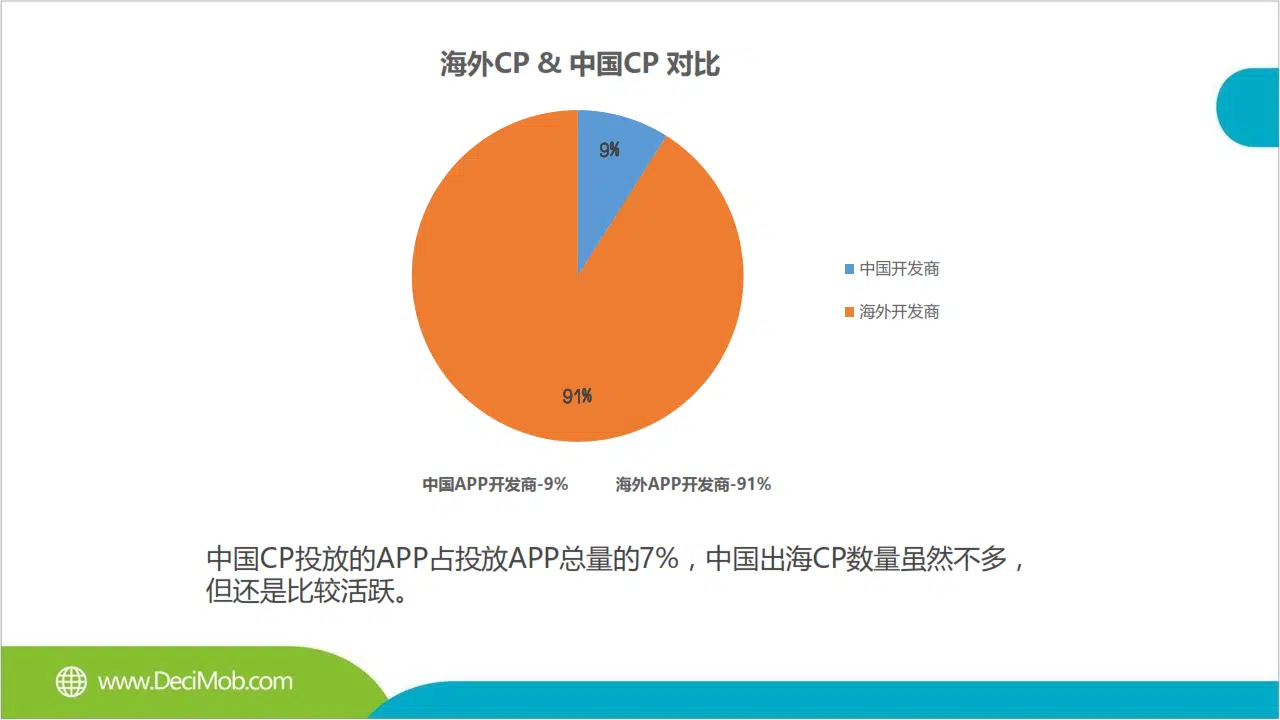 海外CP & 中国CP 对比
9%
中国开发商
海外开发商
91%
中国APP开发商-9% 海外APP开发商-91%
中国CP投放的APP占投放APP总量的7%，中国出海CP数量虽然不多，
但还是比较活跃。
www.DeciMob.com